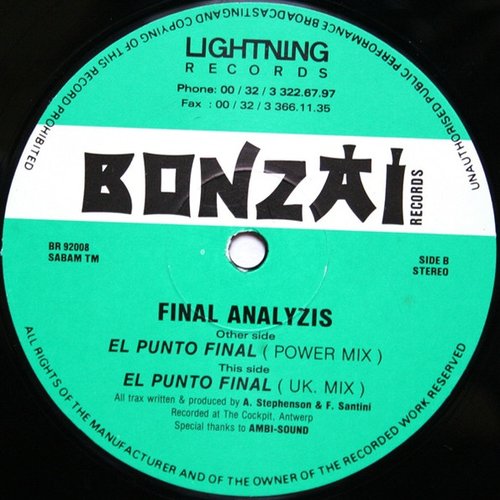 LIGHTNING
RECORDS
Phone: 00 / 32 / 3 322.67.97
Fax : 00 / 32 / 3 366.11.35
UNAUTHORISED PUBLIC PERFORMANCE BROADCASTING AND COPYING OF THIS RECORD PROHIBITED
BONZAI
RECORDS
BR 92008
SABAM TM
SIDE B
STEREO
FINAL ANALYZIS
Other side
EL PUNTO FINAL ( POWER MIX )
This side
EL PUNTO FINAL ( UK. MIX )
All trax written & produced by A. Stephenson & F. Santini
Recorded at The Cockpit, Antwerp
Special thanks to AMBI-SOUND
ALL RIGHTS OF THE MANUFACTURER AND OF THE OWNER OF THE RECORDED WORK RESERVED